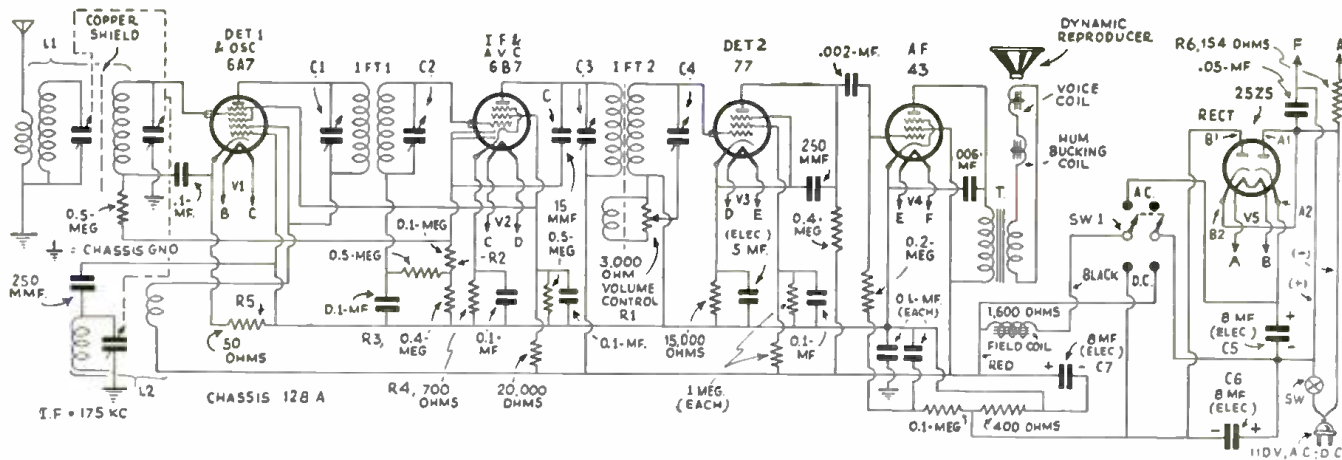 L1
COPPER
SHIELD
DET 1
& OSC
6A7
C1
IFT1
C2
I F &
AVC
6B7
C3
IFT 2
C4
C
DET 2
77
.002-MF.
AF
43
DYNAMIC
REPRODUCER
VOICE
COIL
HUM
BUCKING
COIL
R6,154 OHMS
.05-MF
F
A
25Z5
RECT
B1
A1
V5
B2
A2
A
B
(-)
(+)
0.5-
MEG
.1-
MF.
V1
B
C
= CHASSIS GND
250
MMF.
R5
50
OHMS
L2
I.F = 175 KC
CHASSIS 128 A
0.5-MEG
0.1-MEG
R2
0.1-MF
R3,
0.4-
MEG
V2
C
D
R4, 700
OHMS
0.1-
MF
20,000
OHMS
15
MMF
0.5-
MEG
0.1-MF.
3,000
OHM
VOLUME
CONTROL
R1
V3
D
E
(ELEC)
5 MF.
15,000
OHMS
1 MEG.
(EACH)
0.1-
MF
250
MMF
0.4-
MEG
V4
E
F
.006-
MF
0.2-
MEG
0.1-MF.
(EACH)
T
SW 1
A.C.
D.C.
BLACK
1,600 OHMS
FIELD COIL
RED
8 MF
(ELEC)
C7
0.1-MEG
400 OHMS
8 MF
(ELEC)
C5
C6
8 MF
(ELEC)
SW
110V, A C - D C